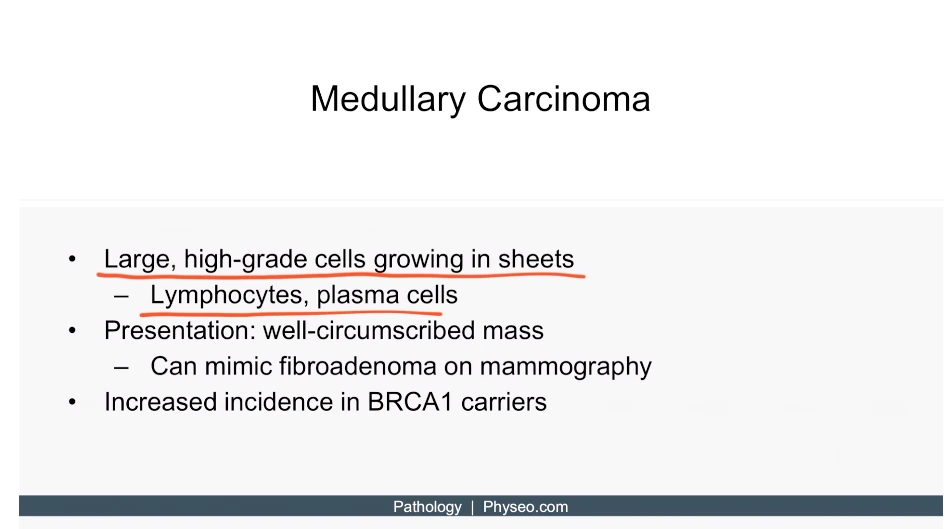 Medullary Carcinoma
• Large, high-grade cells growing in sheets
– Lymphocytes, plasma cells
• Presentation: well-circumscribed mass
– Can mimic fibroadenoma on mammography
• Increased incidence in BRCA1 carriers
Pathology | Physeo.com